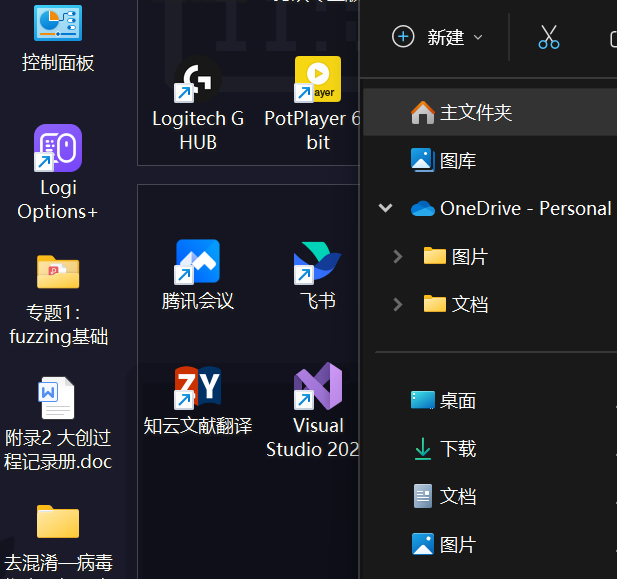 控制面板
Logi
Options+
专题1：
fuzzing基础
附录2 大创过
程记录册.doc
去混淆—病毒
Logitech G
HUB
PotPlayer 6
bit
ayer
腾讯会议
飞书
ZY
知云文献翻译
Visual
Studio 202
新建
主文件夹
图库
OneDrive - Personal
图片
文档
桌面
下载
文档
图片